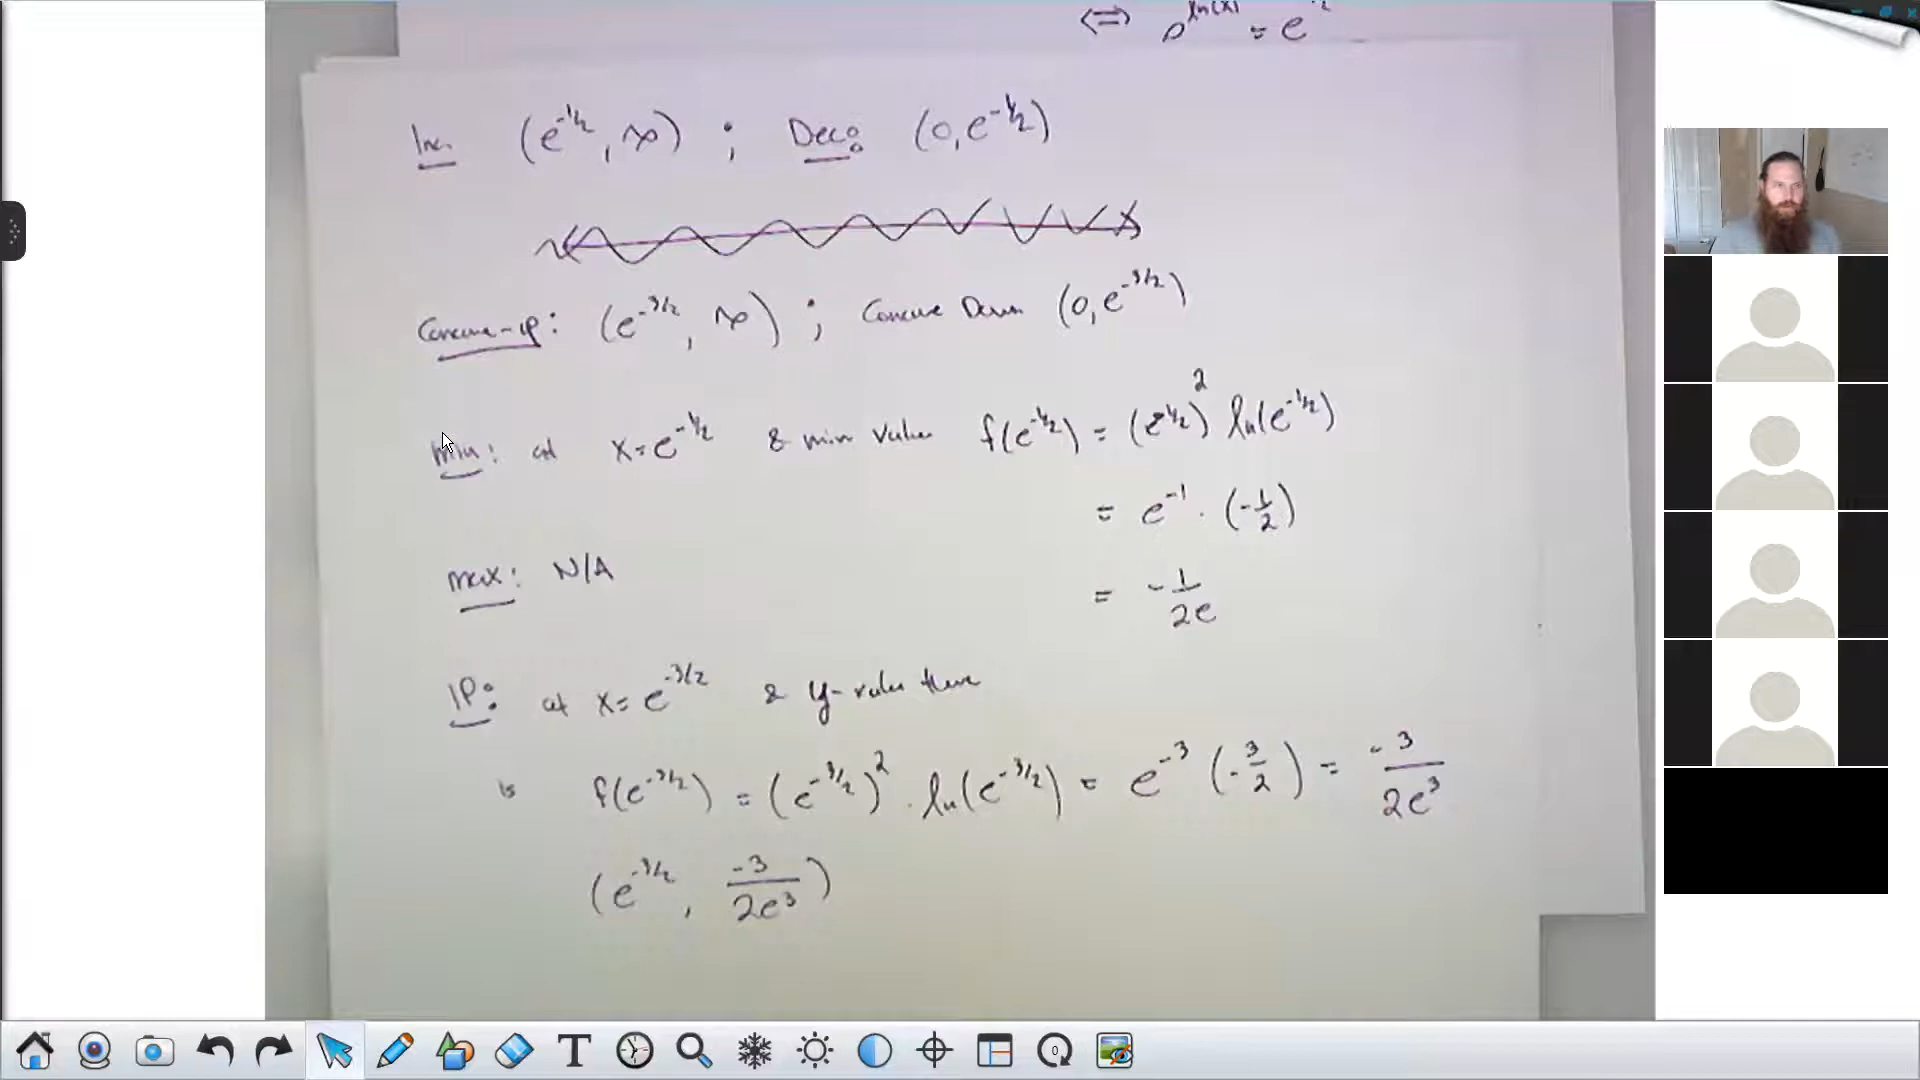 ⇔ e^ln(x) = e
Inc. (e^-1/2, ∞) ; Dec: (0, e^-1/2)
Concave-up: (e^-3/2, ∞) ; Concave Down (0, e^-3/2)
min: at x = e^-1/2 & min value f(e^-1/2) = (e^-1/2)^2 ln(e^-1/2)
= e^-1 · (-1/2)
= -1/2e
max: N/A
IP: at x = e^-3/2 & y-value there
is f(e^-3/2) = (e^-3/2)^2 · ln(e^-3/2) = e^-3 (-3/2) = -3/2e^3
(e^-3/2, -3/2e^3)